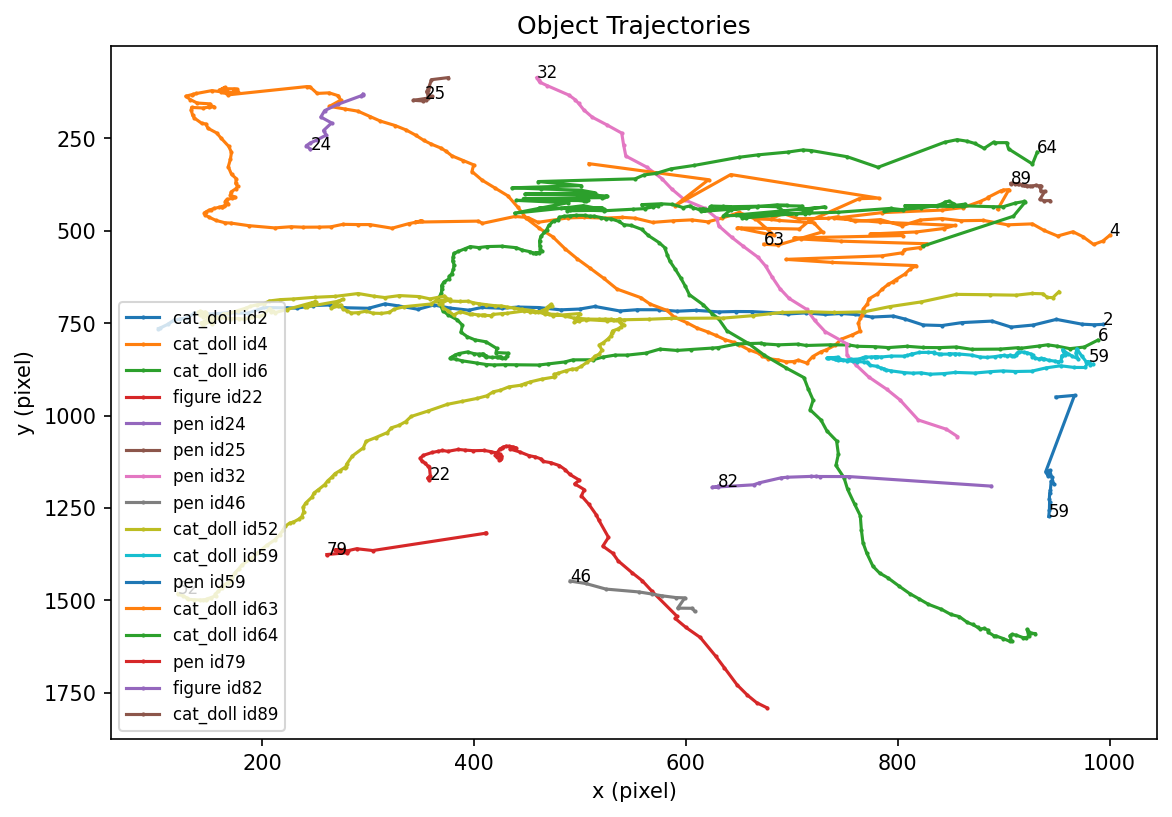 Object Trajectories
32
25
24
64
89
250
500
4
63
750
2
6
59
1000
22
82
1250
59
79
46
52
1500
1750
y (pixel)
cat_doll id2
cat_doll id4
cat_doll id6
figure id22
pen id24
pen id25
pen id32
pen id46
cat_doll id52
cat_doll id59
pen id59
cat_doll id63
cat_doll id64
pen id79
figure id82
cat_doll id89
200 400 600 800 1000
x (pixel)